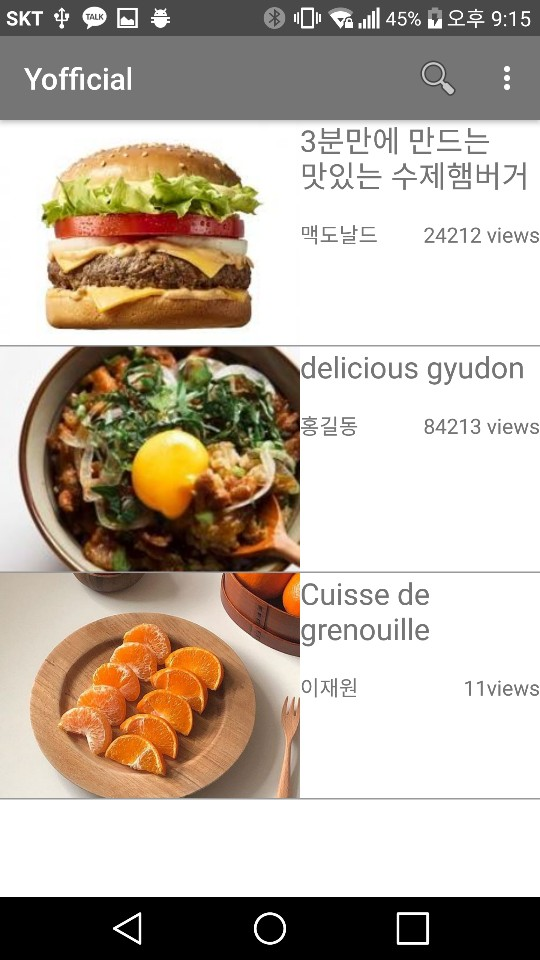 SKT TALK 45% 오후 9:15
Yofficial
3분만에 만드는
맛있는 수제햄버거
맥도날드 24212 views
delicious gyudon
홍길동 84213 views
Cuisse de
grenouille
이재원 11views